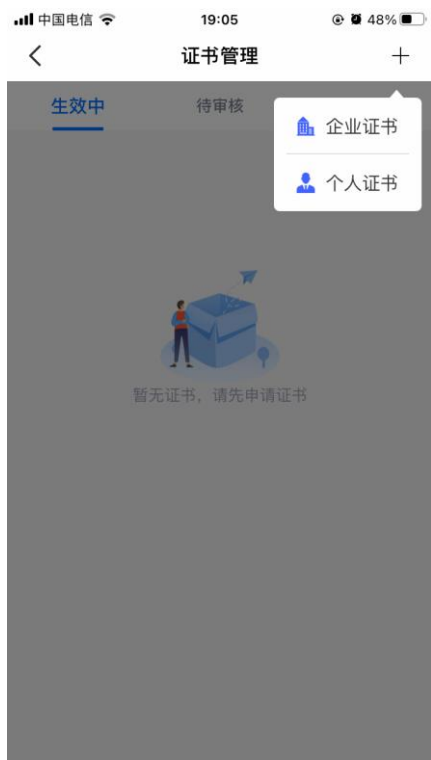 中国电信 19:05 48%
证书管理
生效中 待审核
企业证书
个人证书
暂无证书，请先申请证书